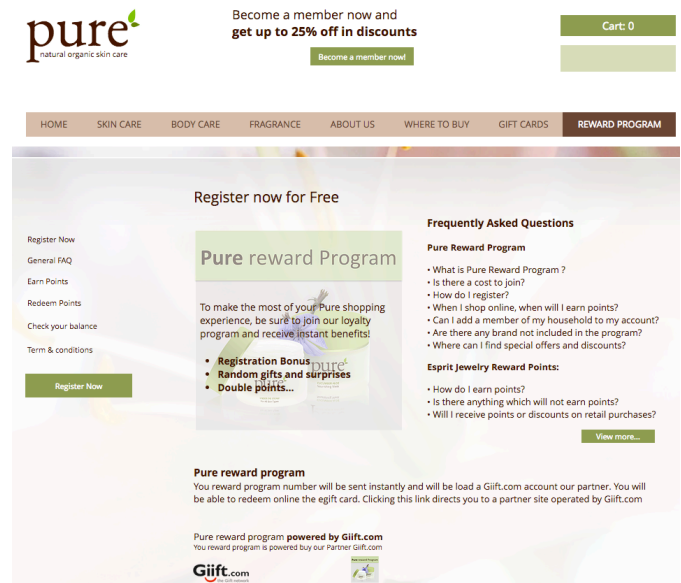 pure
natural organic skin care
Become a member now and
get up to 25% off in discounts
Become a member now!
Cart: 0
HOME SKIN CARE BODY CARE FRAGRANCE ABOUT US WHERE TO BUY GIFT CARDS REWARD PROGRAM
Register now for Free
Register Now
General FAQ
Earn Points
Redeem Points
Check your balance
Term & conditions
Register Now
Pure reward Program
To make the most of your Pure shopping
experience, be sure to join our loyalty
program and receive instant benefits!
• Registration Bonus
• Random gifts and surprises
• Double points...
pure
pure
Frequently Asked Questions
Pure Reward Program
• What is Pure Reward Program ?
• Is there a cost to join?
• How do I register?
• When I shop online, when will I earn points?
• Can I add a member of my household to my account?
• Are there any brand not included in the program?
• Where can I find special offers and discounts?
Esprit Jewelry Reward Points:
• How do I earn points?
• Is there anything which will not earn points?
• Will I receive points or discounts on retail purchases?
View more...
Pure reward program
You reward program number will be sent instantly and will be load a Giift.com account our partner. You will
be able to redeem online the egift card. Clicking this link directs you to a partner site operated by Giift.com
Pure reward program powered by Giift.com
You reward program is powered buy our Partner Giift.com
Giift.com
the Gift network
Pure reward Program